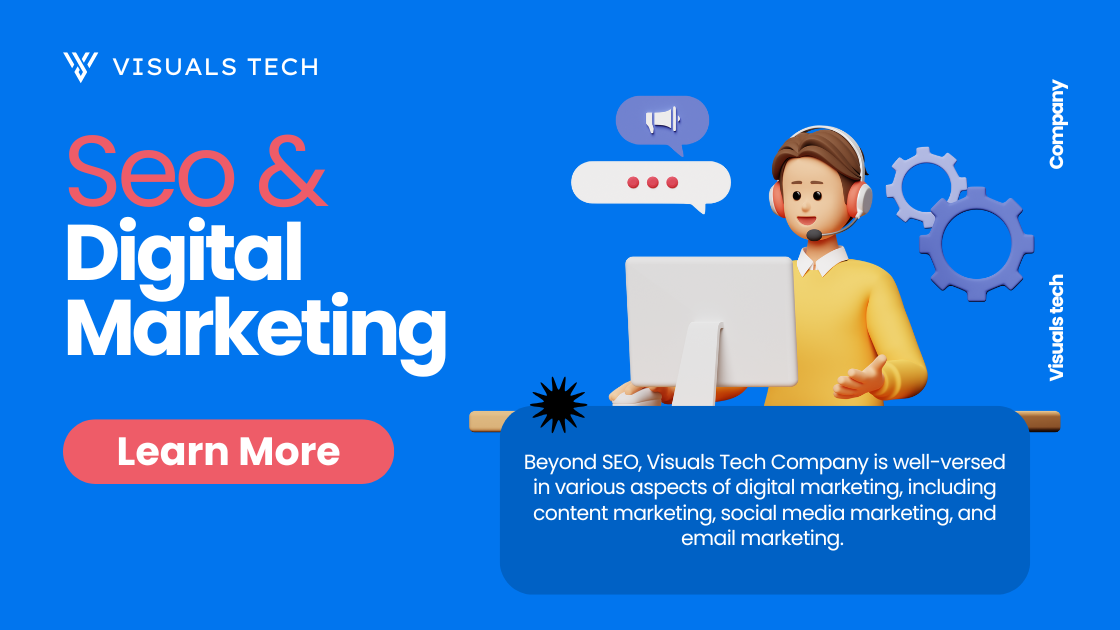 VISUALS TECH
Seo &
Digital
Marketing
Learn More
Company
Visuals tech
Beyond SEO, Visuals Tech Company is well-versed
in various aspects of digital marketing, including
content marketing, social media marketing, and
email marketing.